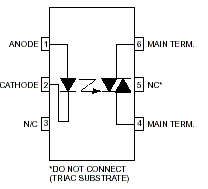 ANODE 1 6 MAIN TERM.
CATHODE 2 5 NC*
N/C 3 4 MAIN TERM.
*DO NOT CONNECT
(TRIAC SUBSTRATE)